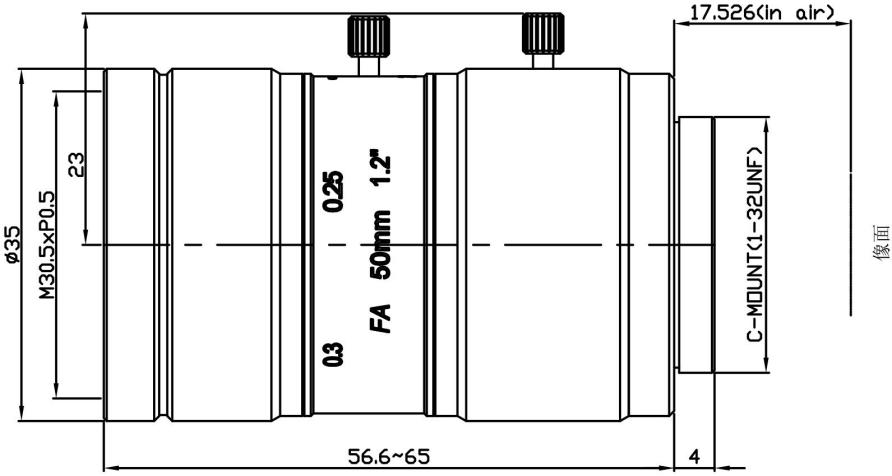 17.526(in air)
23
M30.5xP0.5
ø35
0.25
0.3
FA 50mm 1.2"
C-MOUNT(1-32UNF)
像面
56.6~65
4